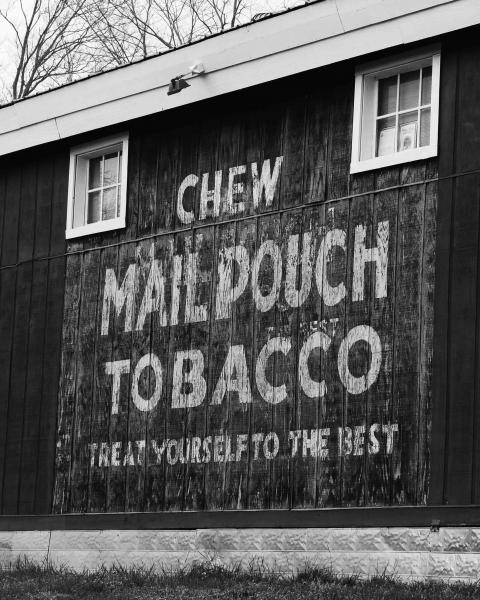 CHEW
MAIL POUCH
TOBACCO
TREAT YOURSELF TO THE BEST